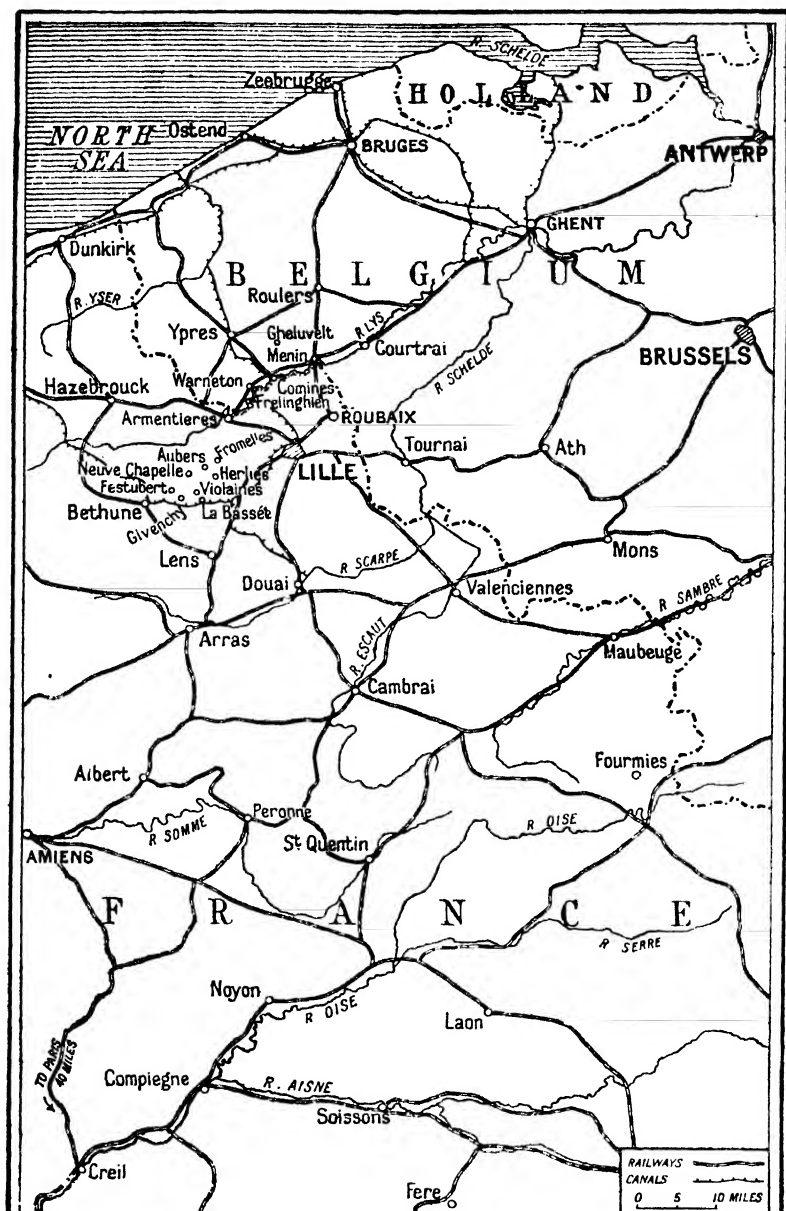 R. SCHELDE
Zeebrugge
HOLLAND
NORTH
SEA
Ostend
BRUGES
ANTWERP
GHENT
Dunkirk
BELGIUM
Roulers
R. YSER
Ypres
Gheluvelt
R LYS
Menin
Courtrai
BRUSSELS
R SCHELDE
Hazebrouck
Warneton
Comines
Frelinghien
Armentieres
ROUBAIX
Aubers
Fromelles
Tournai
Ath
Neuve Chapelle
Herlies
LILLE
Festubert
Violaines
Bethune
Givenchy
La Bassée
Lens
Mons
R SCARPE
Douai
Valenciennes
R SAMBRE
Arras
R. ESCAUT
Maubeuge
Cambrai
Fourmies
Albert
Peronne
R SOMME
R OISE
St Quentin
AMIENS
FRANCE
R SERRE
Noyon
R OISE
Laon
TO PARIS
40 MILES
Compiegne
R. AISNE
Soissons
Creil
Fere
RAILWAYS
CANALS
0 5 10 MILES